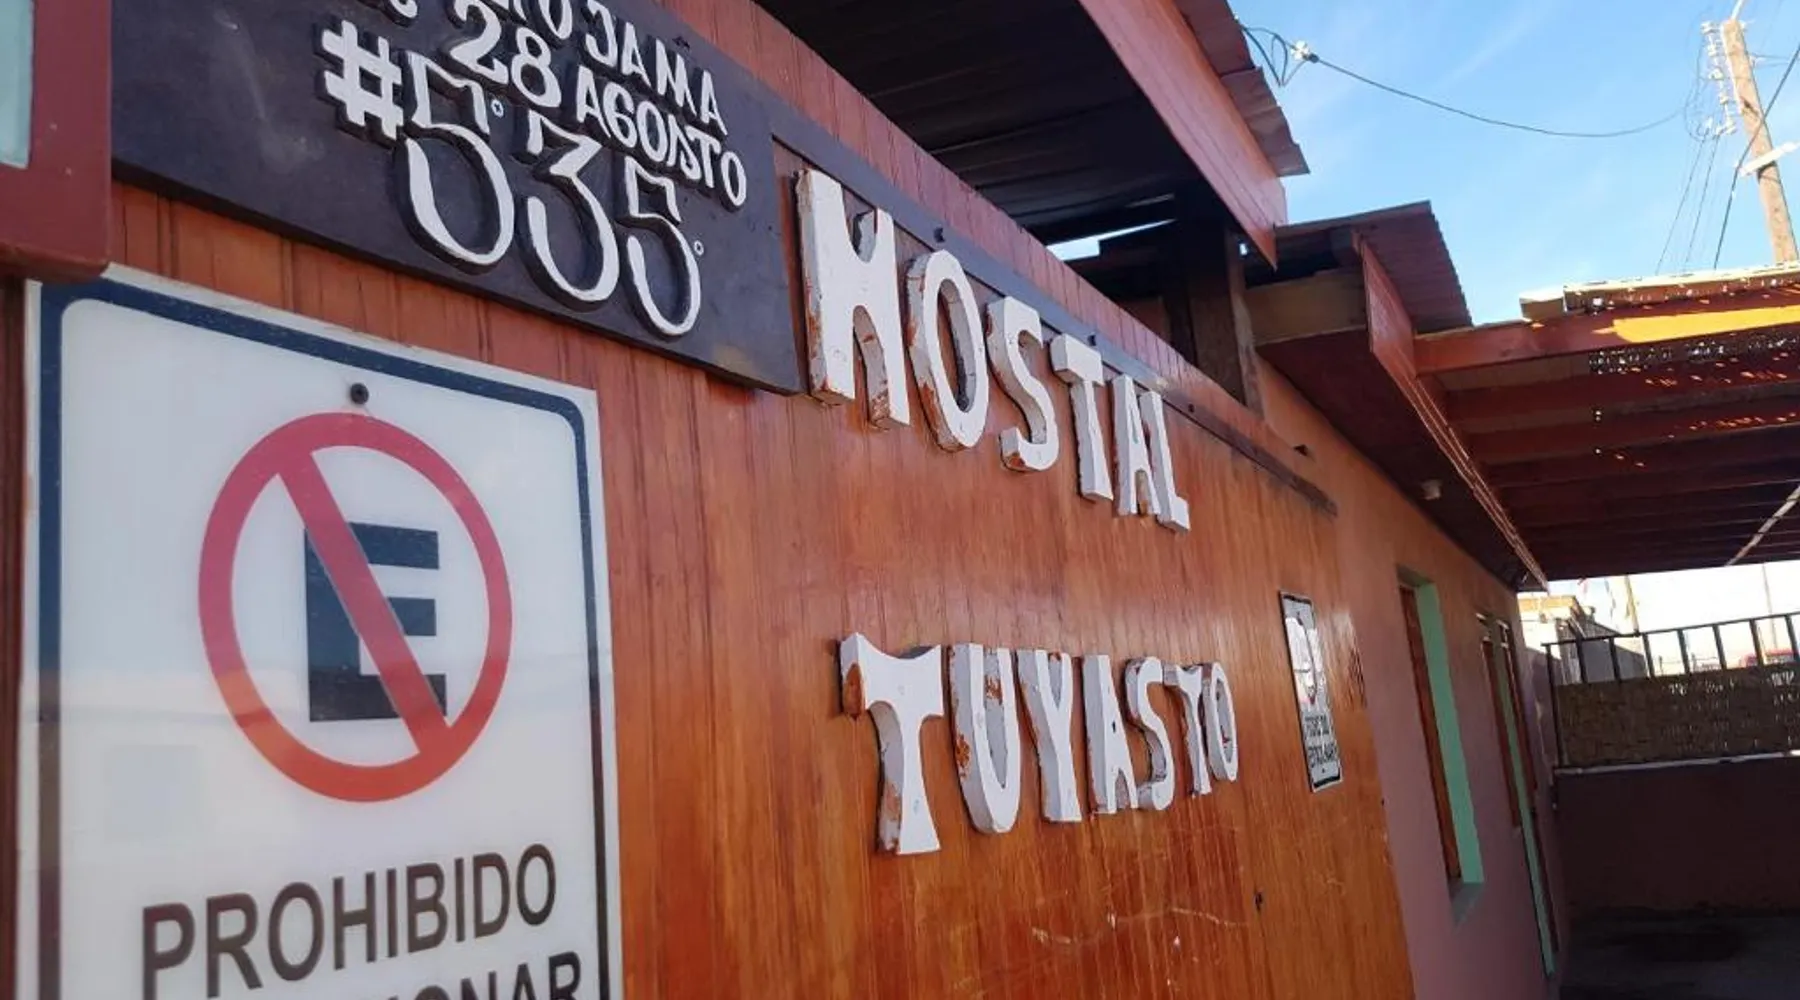 28 AGOSTO
#535
HOSTAL
TUYASTO
PROHIBIDO